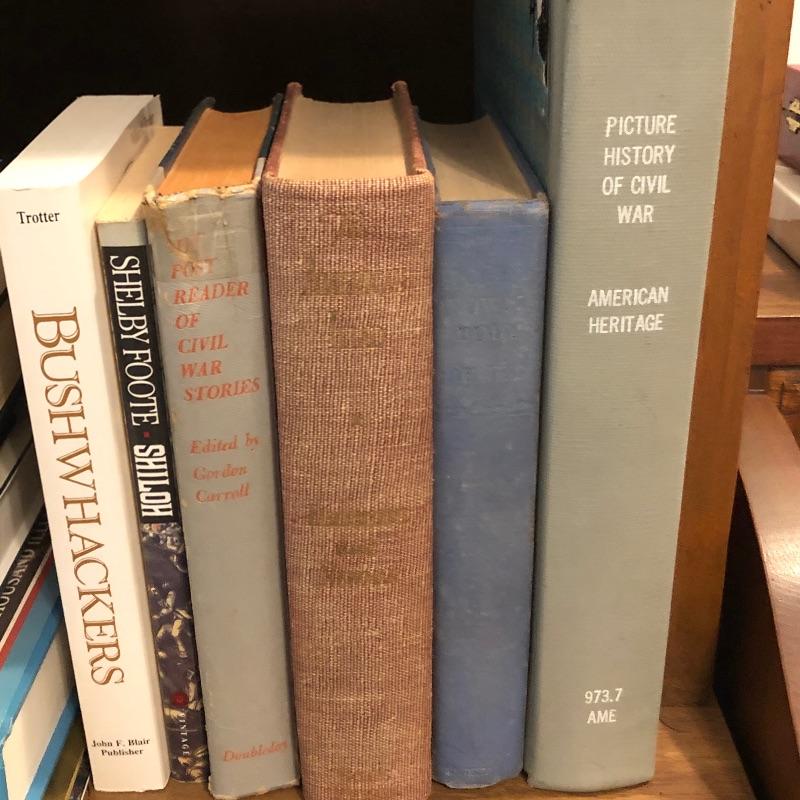 Trotter
BUSHWHACKERS
John F. Blair
Publisher
SHELBY FOOTE • SHILOH
VINTAGE
POST
READER
OF
CIVIL
WAR
STORIES
Edited by
Gordon
Carroll
Doubleday
PICTURE
HISTORY
OF CIVIL
WAR
AMERICAN
HERITAGE
973.7
AME